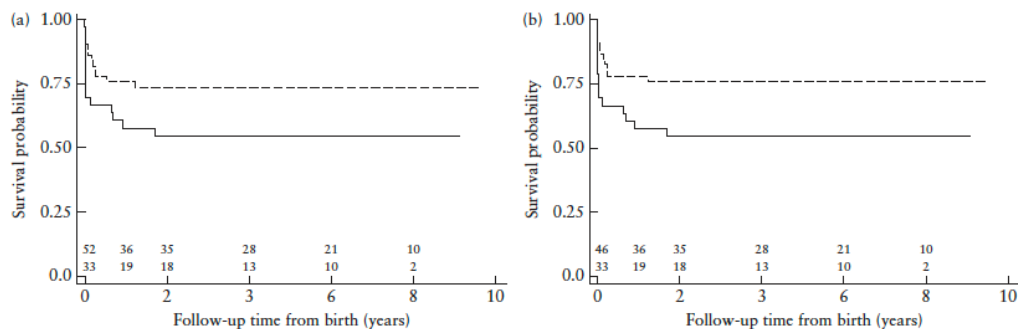 (a)
1.00
0.75
0.50
0.25
0.0
Survival probability
52 36 35 28 21 10
33 19 18 13 10 2
0 2 3 6 8 10
Follow-up time from birth (years)
(b)
1.00
0.75
0.50
0.25
0.0
Survival probability
46 36 35 28 21 10
33 19 18 13 10 2
0 2 3 6 8 10
Follow-up time from birth (years)